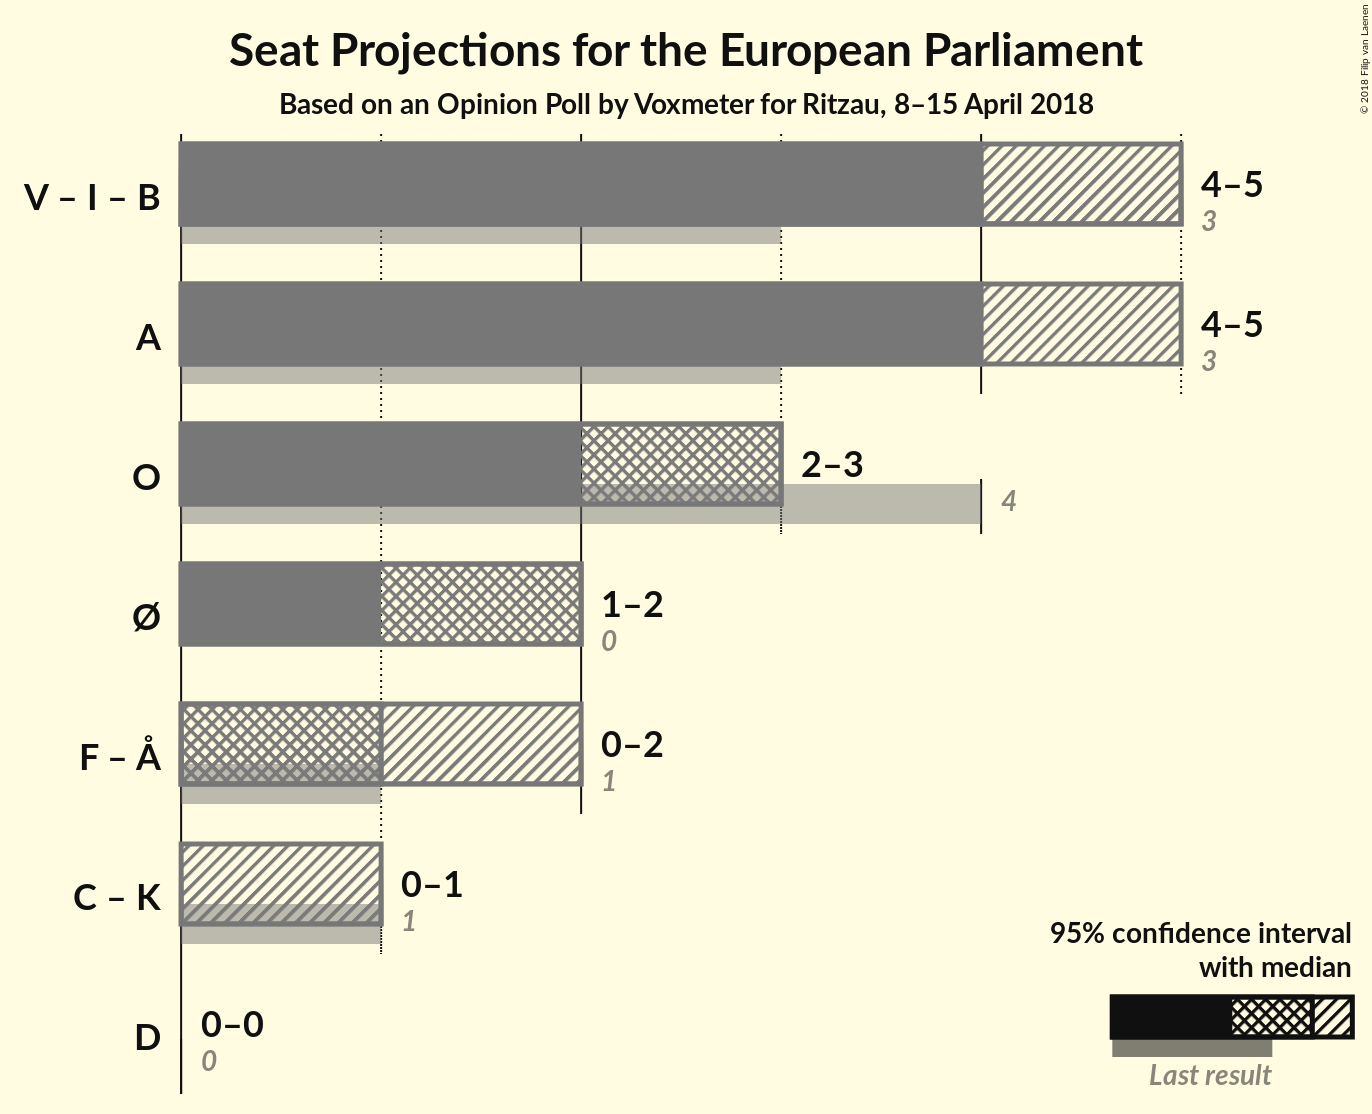 Seat Projections for the European Parliament
Based on an Opinion Poll by Voxmeter for Ritzau, 8–15 April 2018
© 2018 Filip van Laenen
V – I – B
4–5
3
A
4–5
3
O
2–3
4
Ø
1–2
0
F – Å
0–2
1
C – K
0–1
1
D
0–0
0
95% confidence interval
with median
Last result